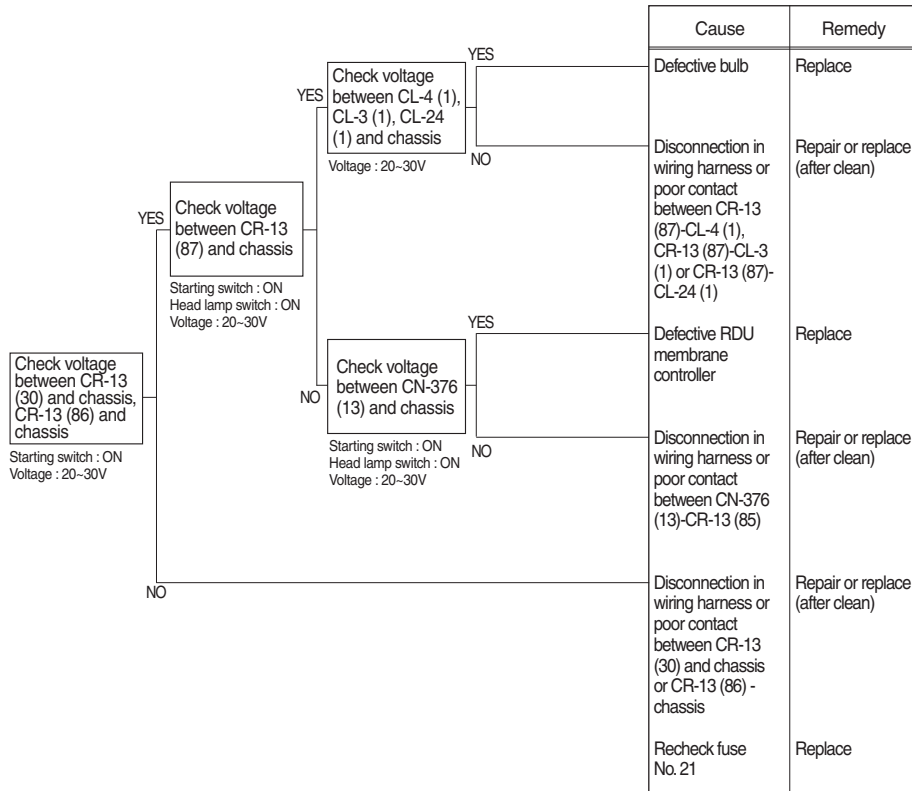 Cause
Remedy
YES
Defective bulb
Replace
Check voltage
between CL-4 (1),
CL-3 (1), CL-24
(1) and chassis
YES
Voltage : 20~30V
NO
Disconnection in
wiring harness or
poor contact
between CR-13
(87)-CL-4 (1),
CR-13 (87)-CL-3
(1) or CR-13 (87)-
CL-24 (1)
Repair or replace
(after clean)
YES
Check voltage
between CR-13
(87) and chassis
Starting switch : ON
Head lamp switch : ON
Voltage : 20~30V
YES
Defective RDU
membrane
controller
Replace
NO
Check voltage
between CN-376
(13) and chassis
Starting switch : ON
Head lamp switch : ON
Voltage : 20~30V
NO
Disconnection in
wiring harness or
poor contact
between CN-376
(13)-CR-13 (85)
Repair or replace
(after clean)
Check voltage
between CR-13
(30) and chassis,
CR-13 (86) and
chassis
Starting switch : ON
Voltage : 20~30V
NO
Disconnection in
wiring harness or
poor contact
between CR-13
(30) and chassis
or CR-13 (86) -
chassis
Repair or replace
(after clean)
Recheck fuse
No. 21
Replace